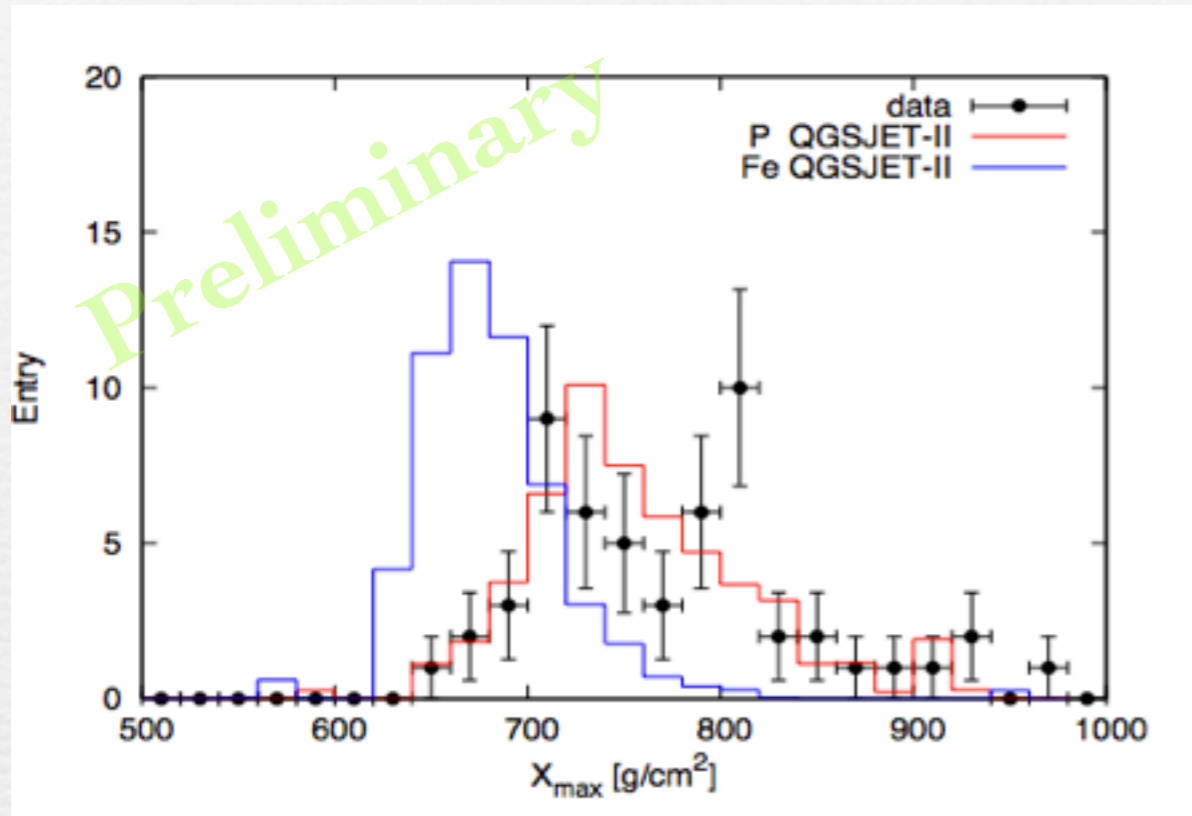 Preliminary
20
15
10
5
0
Entry
data
P QGSJET-II
Fe QGSJET-II
500 600 700 800 900 1000
X_max [g/cm²]